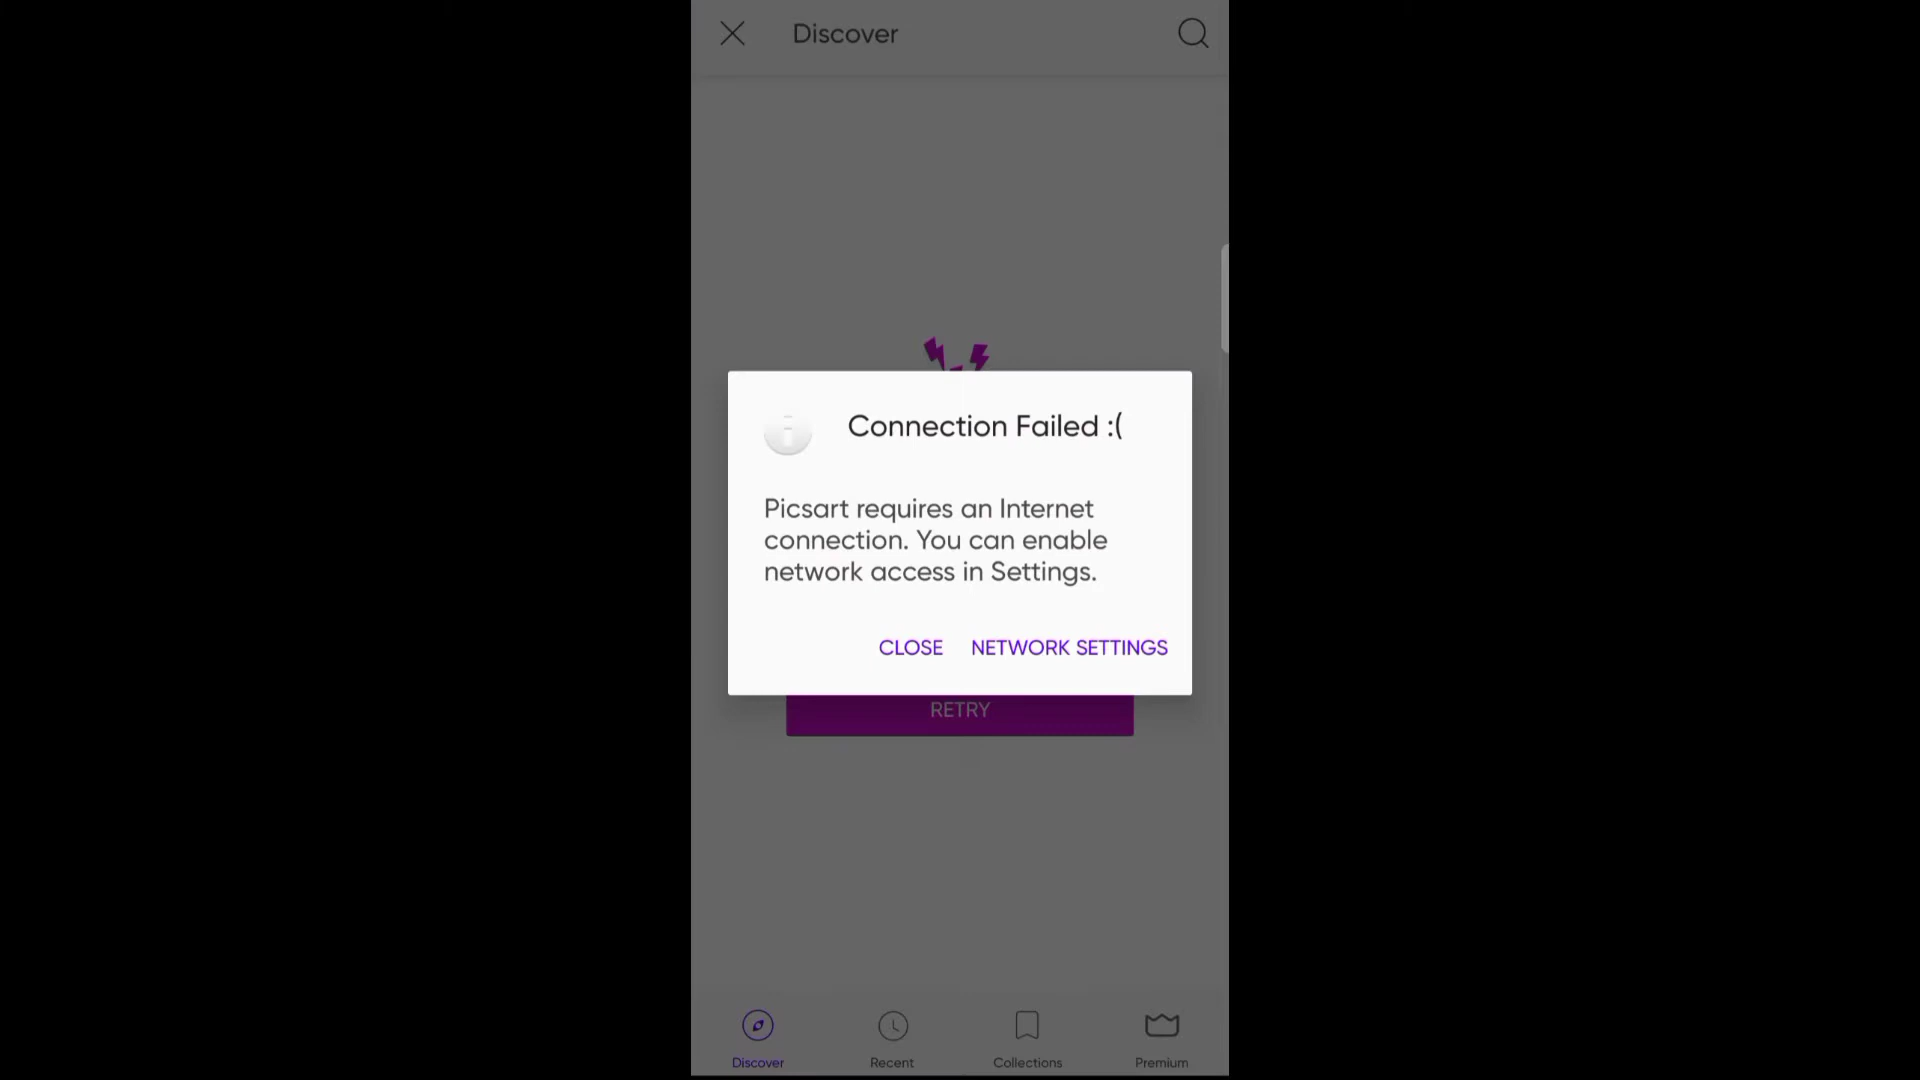 Discover
Connection Failed :(
Picsart requires an Internet
connection. You can enable
network access in Settings.
CLOSE NETWORK SETTINGS
RETRY
Discover Recent Collections Premium